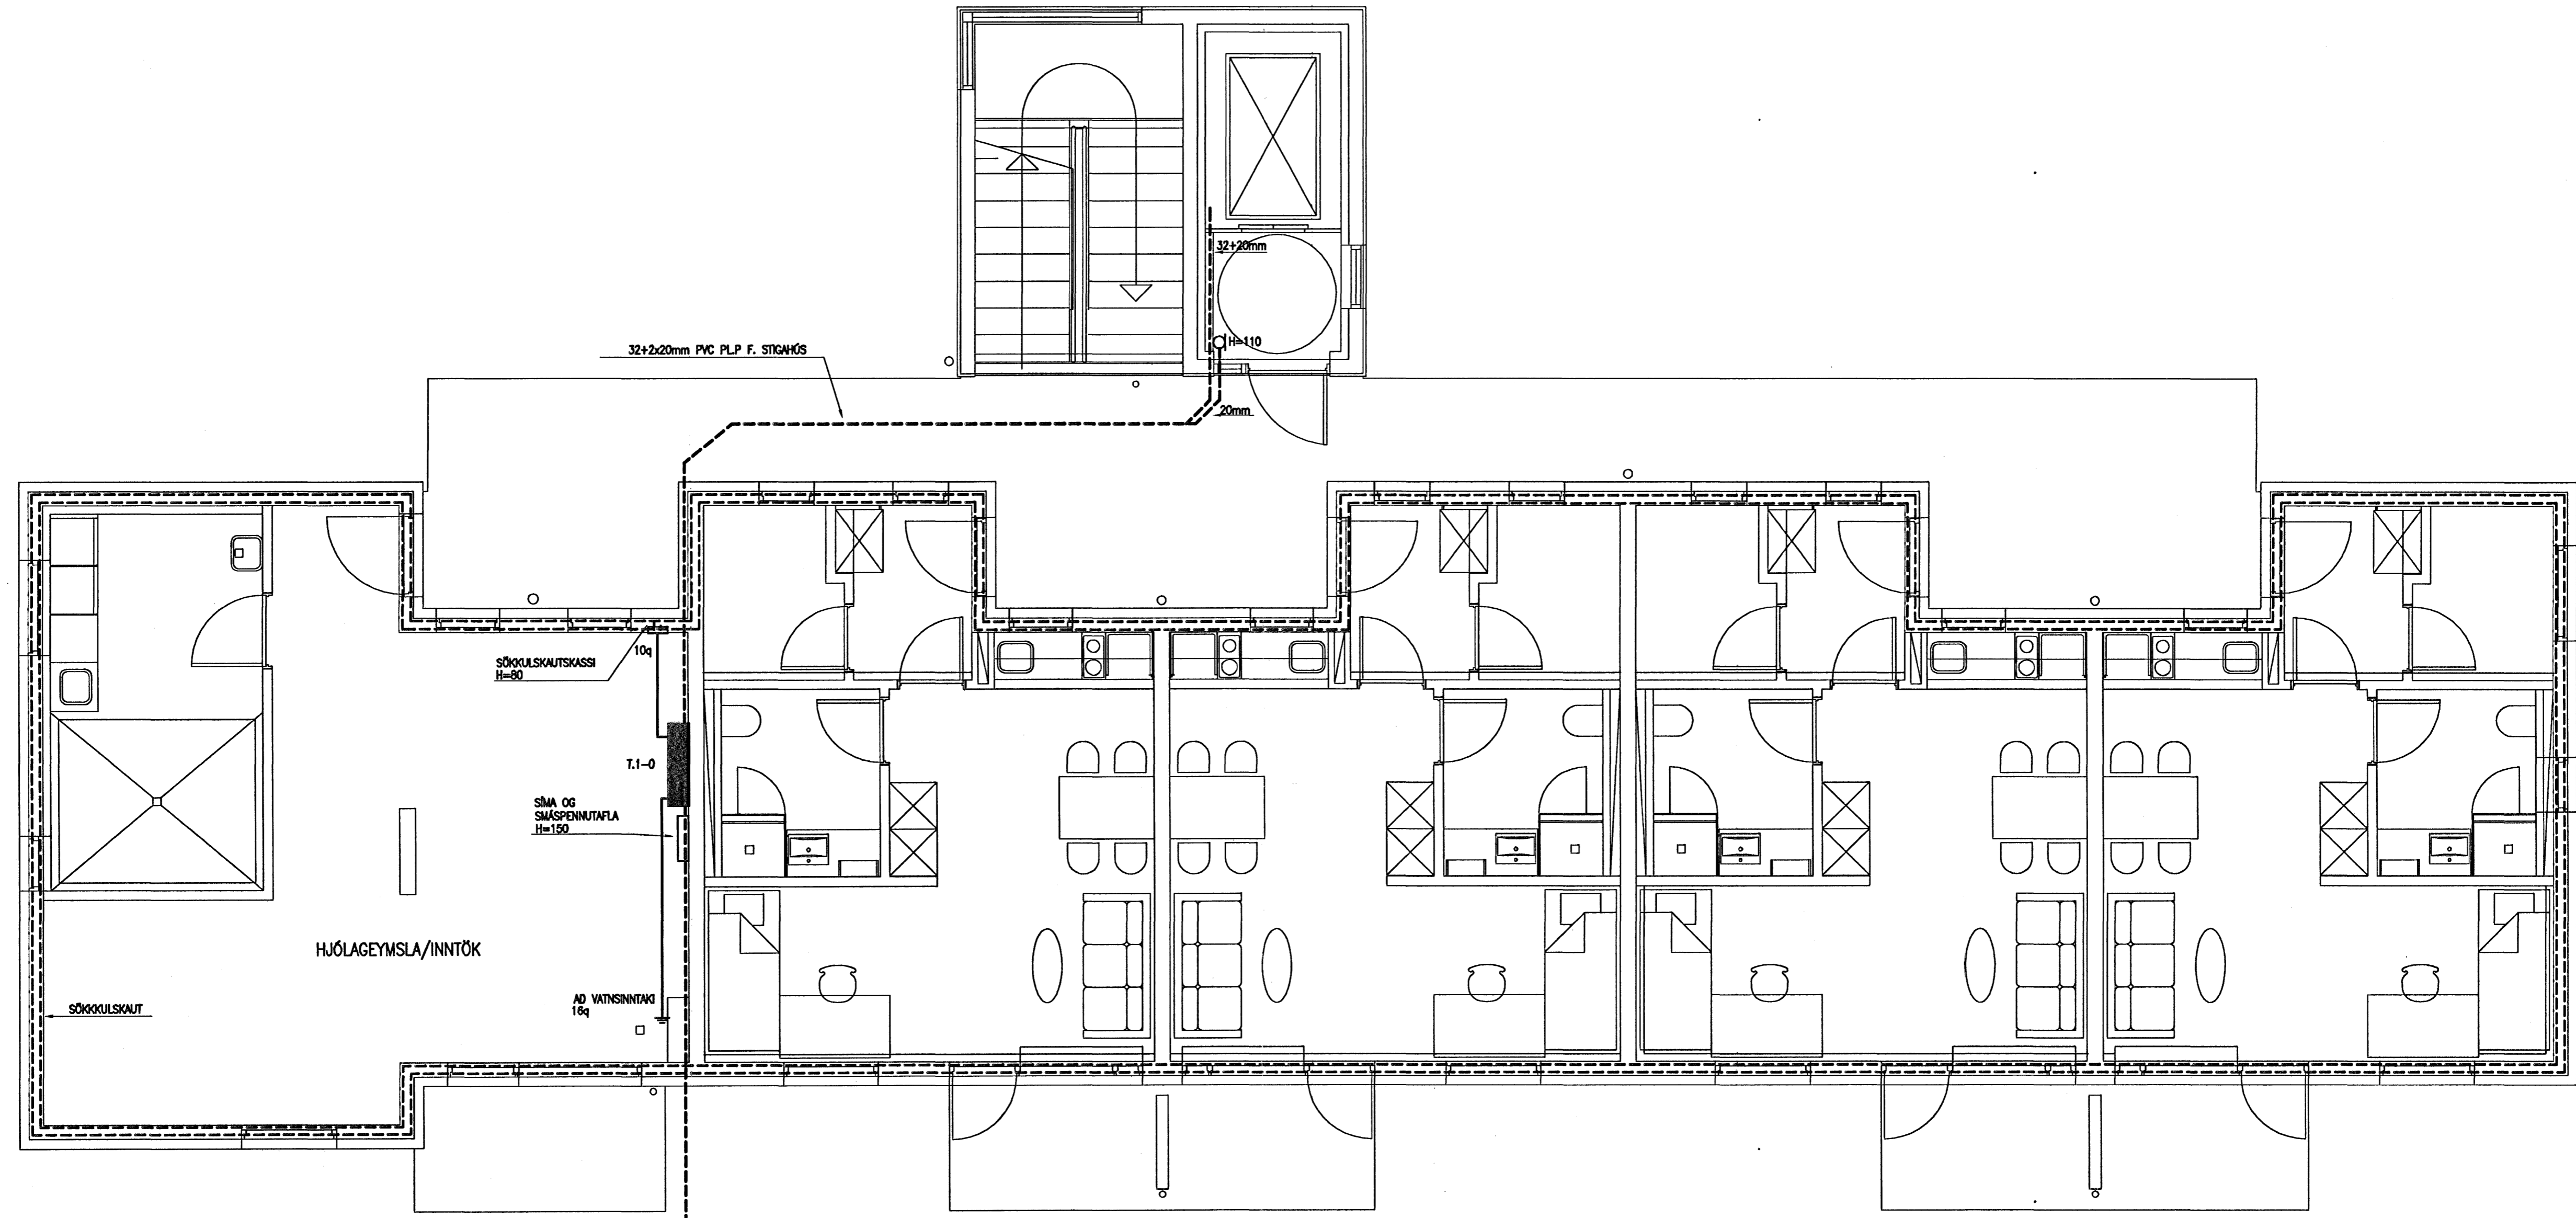 32+20mm
H=110
32+2x20mm PVC PL.P F. STIGAHÚS
20mm
10q
SÖKKULSKAUTSKASSI
H=80
T.1-0
SÍMA OG
SMÁSPENNUTAFLA
H=150
HJÓLAGEYMSLA/INNTÖK
AÐ VATNSINNTAKI
16q
SÖKKKULSKAUT